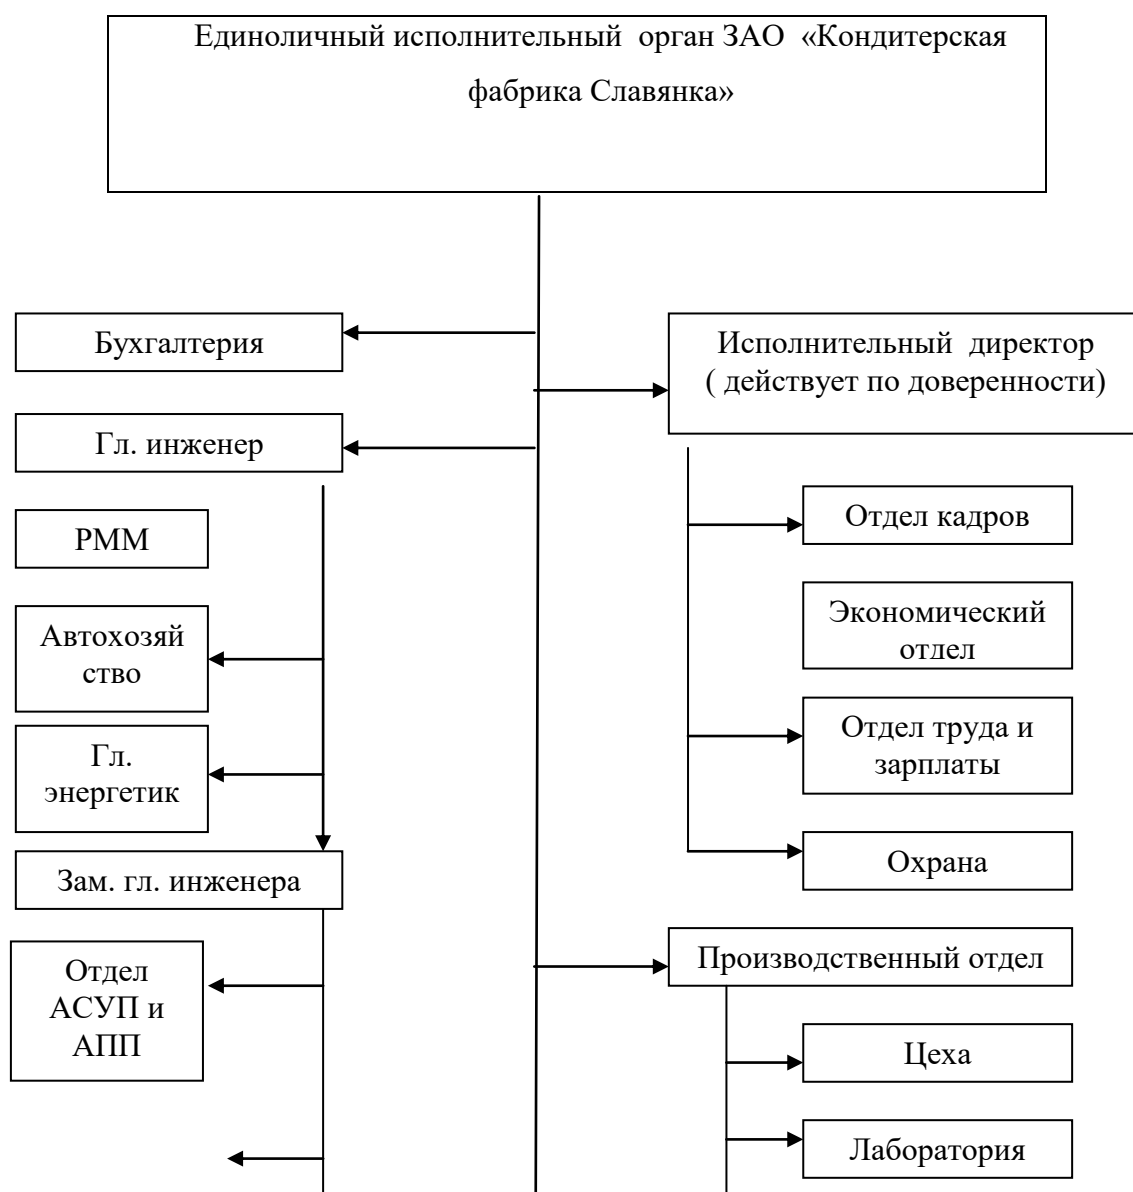 Единоличный исполнительный орган ЗАО «Кондитерская
фабрика Славянка»
Бухгалтерия
Гл. инженер
РММ
Автохозяй
ство
Гл.
энергетик
Зам. гл. инженера
Отдел
АСУП и
АПП
Исполнительный директор
( действует по доверенности)
Отдел кадров
Экономический
отдел
Отдел труда и
зарплаты
Охрана
Производственный отдел
Цеха
Лаборатория